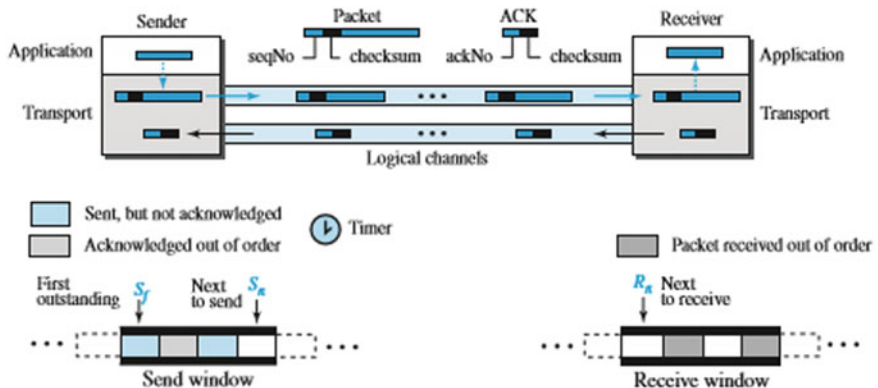 Sender
Packet
ACK
Receiver
seqNo
checksum
ackNo
checksum
Application
Application
Transport
Transport
Logical channels
Sent, but not acknowledged
Timer
Acknowledged out of order
Packet received out of order
First outstanding
Sf
Next to send
Sn
Rn
Next to receive
Send window
Receive window